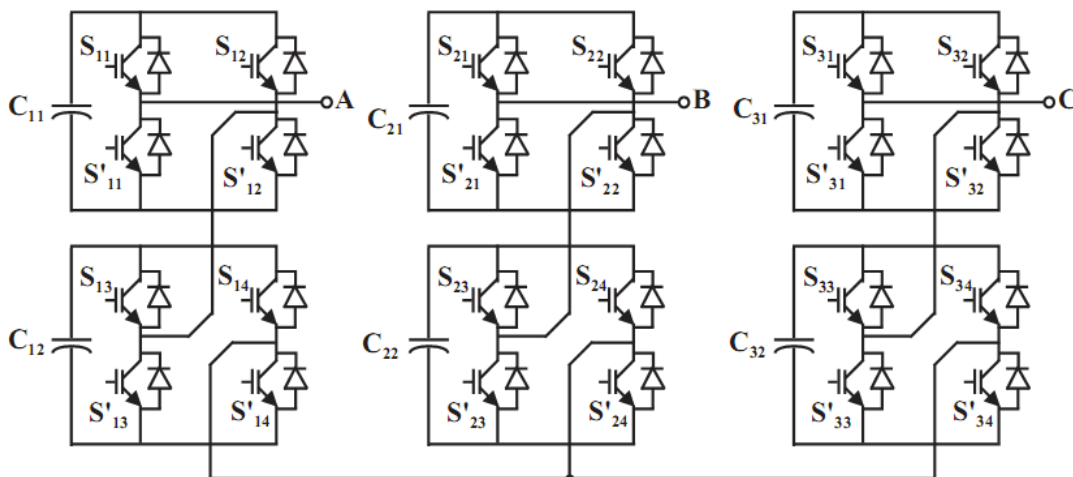 S11 S12 S21 S22 S31 S32
A B C
C11 C21 C31
S'11 S'12 S'21 S'22 S'31 S'32
S13 S14 S23 S24 S33 S34
C12 C22 C32
S'13 S'14 S'23 S'24 S'33 S'34